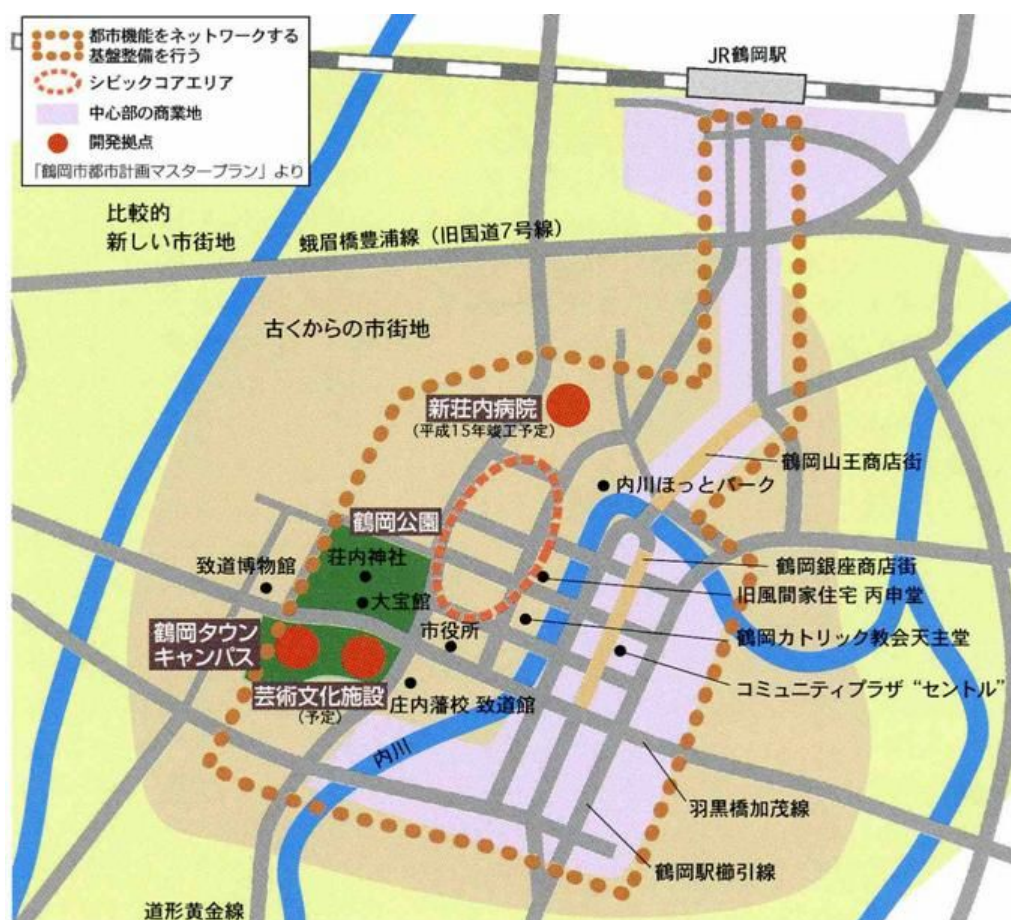 都市機能をネットワークする
基盤整備を行う
シビックコアエリア
中心部の商業地
開発拠点
「鶴岡市都市計画マスタープラン」より
JR鶴岡駅
比較的
新しい市街地
蛾眉橋豊浦線（旧国道7号線）
古くからの市街地
新荘内病院
（平成15年竣工予定）
鶴岡山王商店街
内川ほっとパーク
鶴岡公園
荘内神社
致道博物館
大宝館
鶴岡銀座商店街
旧風間家住宅 丙申堂
市役所
鶴岡カトリック教会天主堂
鶴岡タウン
キャンパス
コミュニティプラザ“セントル”
芸術文化施設
（予定）
庄内藩校 致道館
内川
羽黒橋加茂線
鶴岡駅櫛引線
道形黄金線